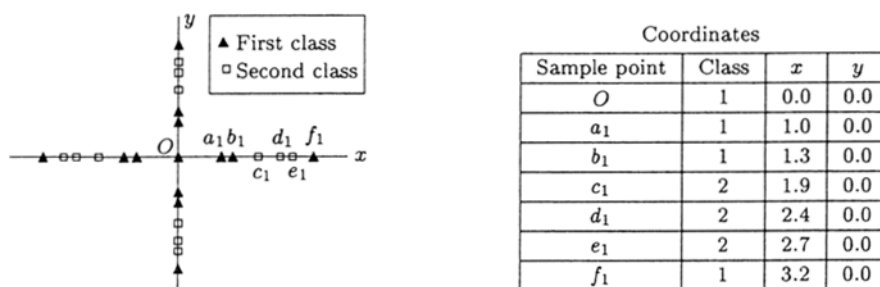 y
▲ First class
□ Second class
O
a₁ b₁ d₁ f₁
x
c₁ e₁
Coordinates
Sample point Class x y
O 1 0.0 0.0
a₁ 1 1.0 0.0
b₁ 1 1.3 0.0
c₁ 2 1.9 0.0
d₁ 2 2.4 0.0
e₁ 2 2.7 0.0
f₁ 1 3.2 0.0